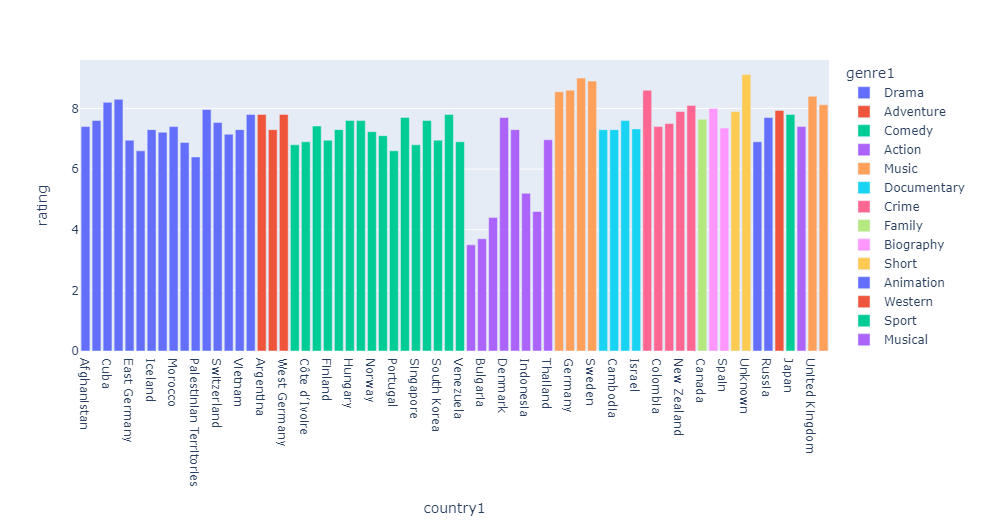 genre1
Drama
Adventure
Comedy
Action
Music
Documentary
Crime
Family
Biography
Short
Animation
Western
Sport
Musical
rating
8
6
4
2
0
Afghanistan
Cuba
East Germany
Iceland
Morocco
Palestinian Territories
Switzerland
Vietnam
Argentina
West Germany
Côte d'Ivoire
Finland
Hungary
Norway
Portugal
Singapore
South Korea
Venezuela
Bulgaria
Denmark
Indonesia
Thailand
Germany
Sweden
Cambodia
Israel
Colombia
New Zealand
Canada
Spain
Unknown
Russia
Japan
United Kingdom
country1